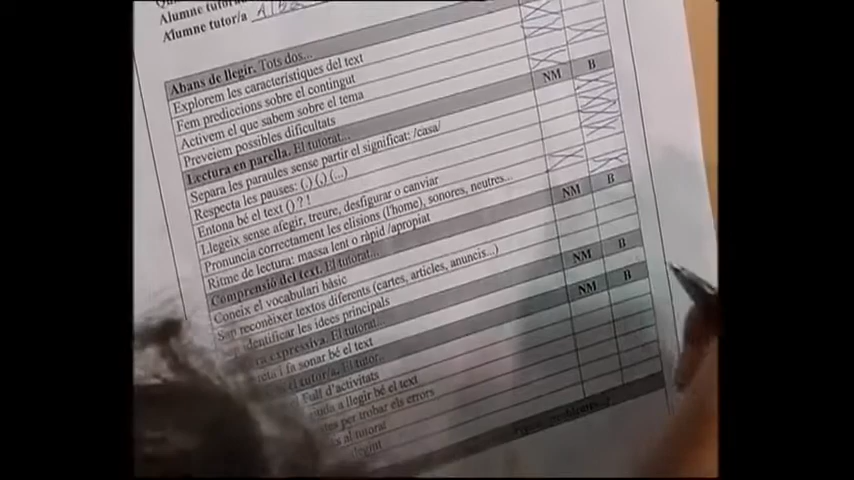 Alumne tutora
Alumne tutor/a
Abans de llegir. Tots dos...
Explorem les característiques del text
Fem prediccions sobre el contingut
Activem el que sabem sobre el tema
Preveiem possibles dificultats
NM B
Lectura en parella. El tutorat...
Separa les paraules sense partir el significat: /casa/
Respecta les pauses: (,) (.) (...)
Entona bé el text () ? !
Llegeix sense afegir, treure, desfigurar o canviar
Pronuncia correctament les elisions (l'home), sonores, neutres...
Ritme de lectura: massa lent o ràpid /apropiat
NM B
Comprensió del text. El tutorat...
Coneix el vocabulari bàsic
Sap reconèixer textos diferents (cartes, articles, anuncis...)
identificar les idees principals
NM B
expressiva. El tutorat...
i fa sonar bé el text
NM B
tutor/a. El tutor...
Full d'activitats
a llegir bé el text
per trobar els errors
al tutorat